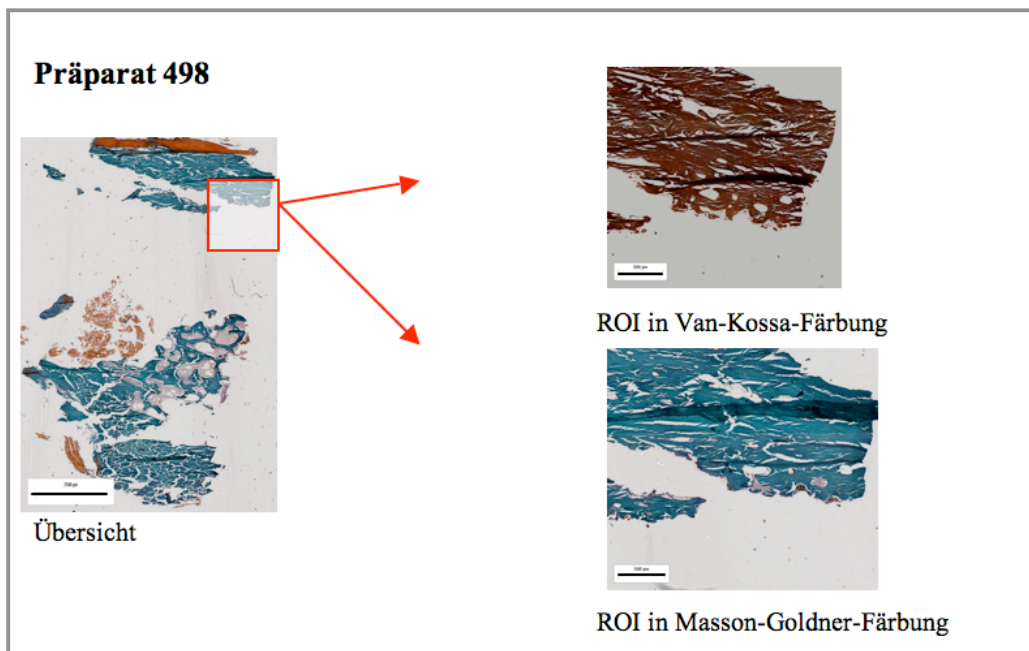 Präparat 498
ROI in Van-Kossa-Färbung
Übersicht
ROI in Masson-Goldner-Färbung